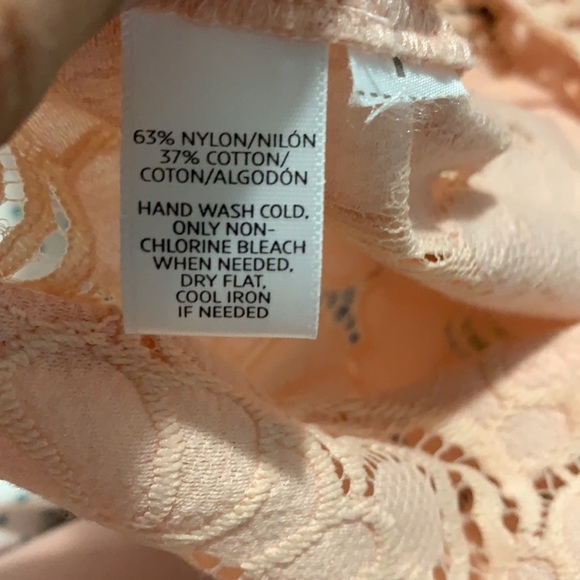 63% NYLON/NILÓN
37% COTTON/
COTON/ALGODÓN
HAND WASH COLD.
ONLY NON-
CHLORINE BLEACH
WHEN NEEDED.
DRY FLAT,
COOL IRON
IF NEEDED